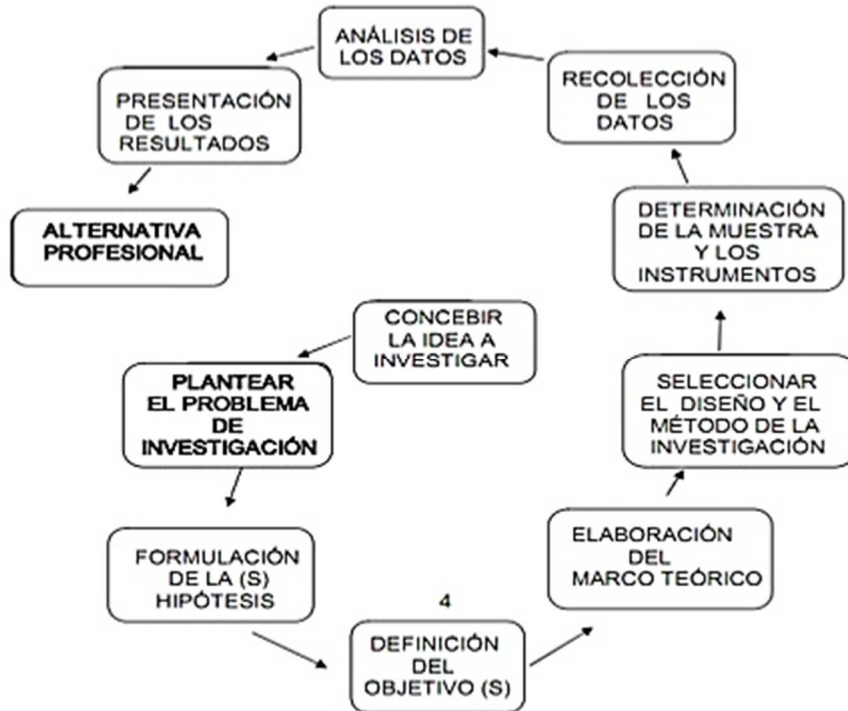 ANÁLISIS DE
LOS DATOS
PRESENTACIÓN
DE LOS
RESULTADOS
RECOLECCIÓN
DE LOS
DATOS
ALTERNATIVA
PROFESIONAL
DETERMINACIÓN
DE LA MUESTRA
Y LOS
INSTRUMENTOS
CONCEBIR
LA IDEA A
INVESTIGAR
PLANTEAR
EL PROBLEMA
DE
INVESTIGACIÓN
SELECCIONAR
EL DISEÑO Y EL
MÉTODO DE LA
INVESTIGACIÓN
FORMULACIÓN
DE LA (S)
HIPÓTESIS
ELABORACIÓN
DEL
MARCO TEÓRICO
4
DEFINICIÓN
DEL
OBJETIVO (S)